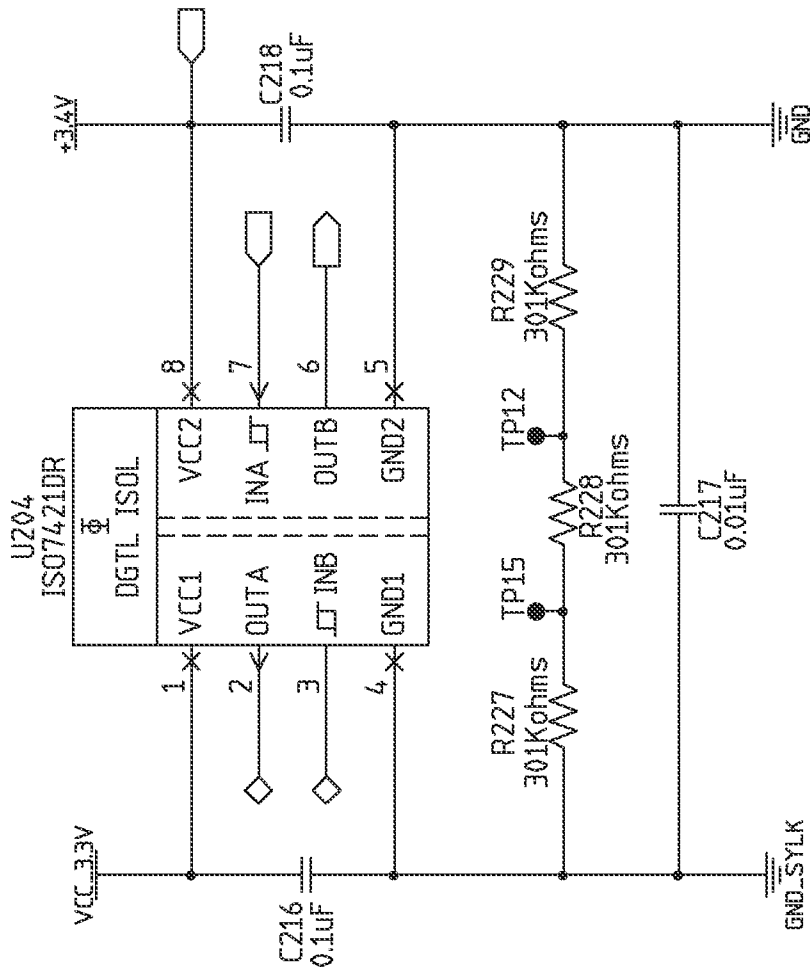 U204
ISO7421DR
Φ
DGTL ISOL
VCC_3.3V
+3.4V
1
VCC1
VCC2
8
2
OUTA
INA
7
3
INB
OUTB
6
4
GND1
GND2
5
C216
0.1uF
C218
0.1uF
TP15
TP12
R227
301Kohms
R228
301Kohms
R229
301Kohms
C217
0.01uF
GND_SYLK
GND